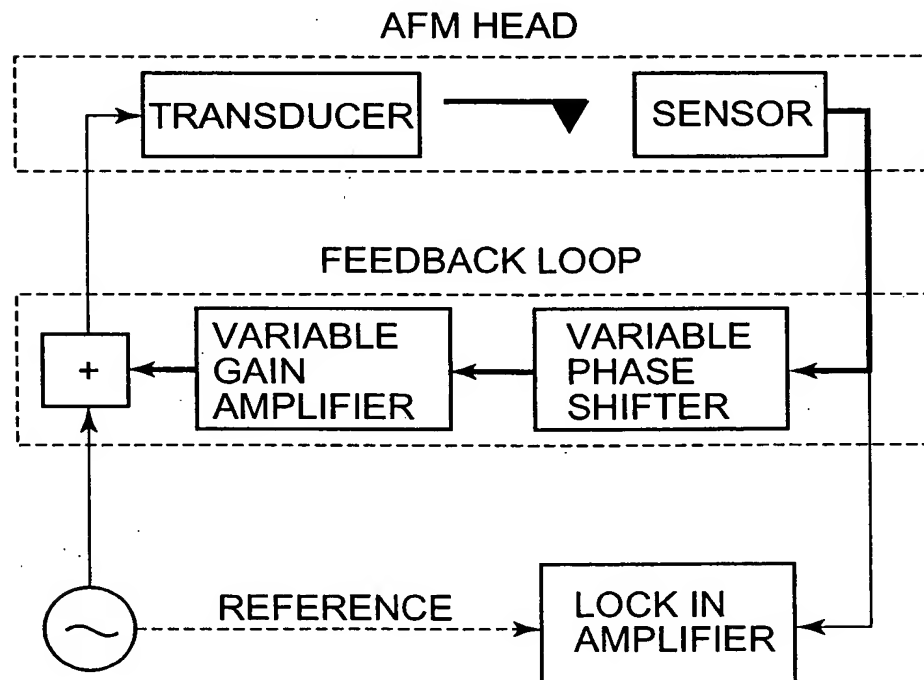 AFM HEAD
TRANSDUCER
SENSOR
FEEDBACK LOOP
+
VARIABLE
GAIN
AMPLIFIER
VARIABLE
PHASE
SHIFTER
REFERENCE
LOCK IN
AMPLIFIER